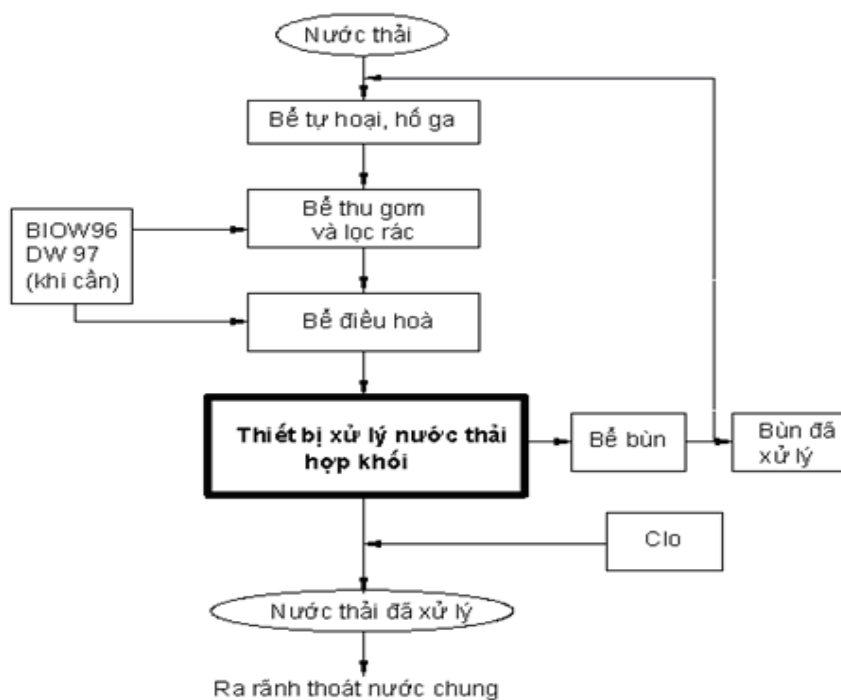 Nước thải
Bể tự hoại, hố ga
Bể thu gom
và lọc rác
BIOW96
DW 97
(khi cần)
Bể điều hoà
Thiết bị xử lý nước thải
hợp khối
Bể bùn
Bùn đã
xử lý
Clo
Nước thải đã xử lý
Ra rãnh thoát nước chung